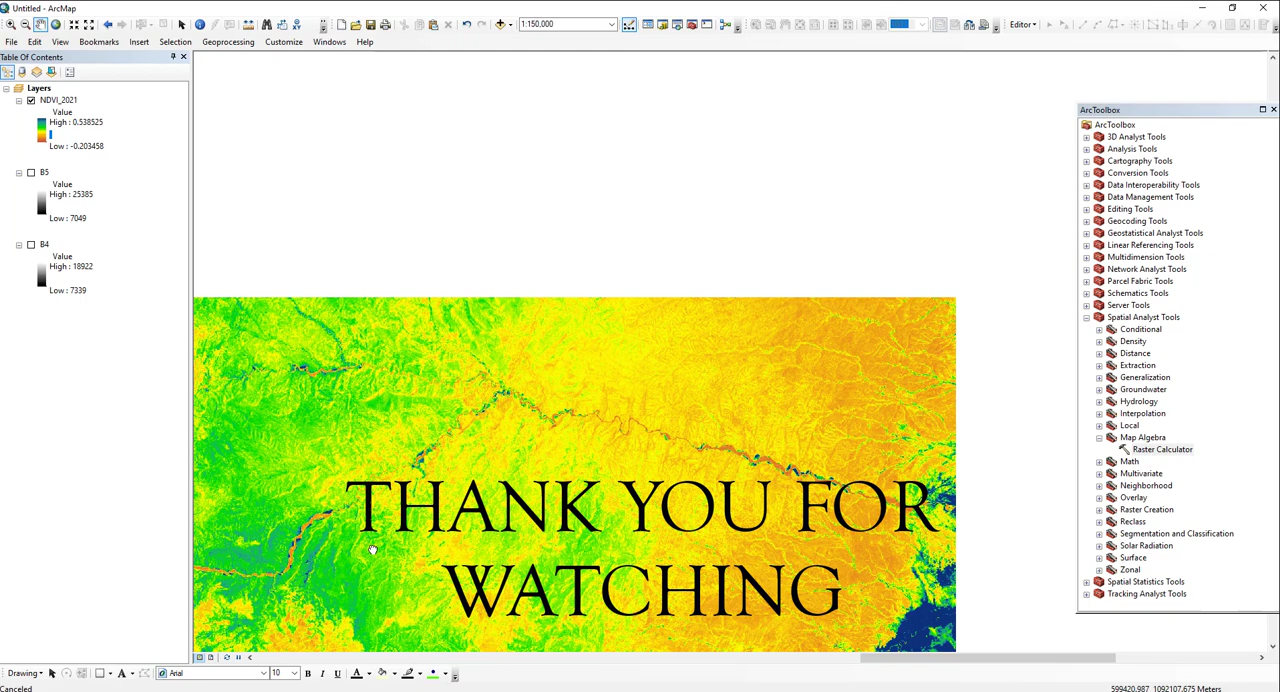 Untitled - ArcMap
1:150,000
Editor
File Edit View Bookmarks Insert Selection Geoprocessing Customize Windows Help
Table Of Contents
Layers
NDVI_2021
Value
High : 0.538525
Low : -0.203458
B5
Value
High : 25385
Low : 7049
B4
Value
High : 18922
Low : 7339
ArcToolbox
ArcToolbox
3D Analyst Tools
Analysis Tools
Cartography Tools
Conversion Tools
Data Interoperability Tools
Data Management Tools
Editing Tools
Geocoding Tools
Geostatistical Analyst Tools
Linear Referencing Tools
Multidimension Tools
Network Analyst Tools
Parcel Fabric Tools
Schematics Tools
Server Tools
Spatial Analyst Tools
Conditional
Density
Distance
Extraction
Generalization
Groundwater
Hydrology
Interpolation
Local
Map Algebra
Raster Calculator
Math
Multivariate
Neighborhood
Overlay
Raster Creation
Reclass
Segmentation and Classification
Solar Radiation
Surface
Zonal
Spatial Statistics Tools
Tracking Analyst Tools
THANK YOU FOR
WATCHING
Drawing A Arial 10 B I U A
Canceled
599420.987 1092107.675 Meters